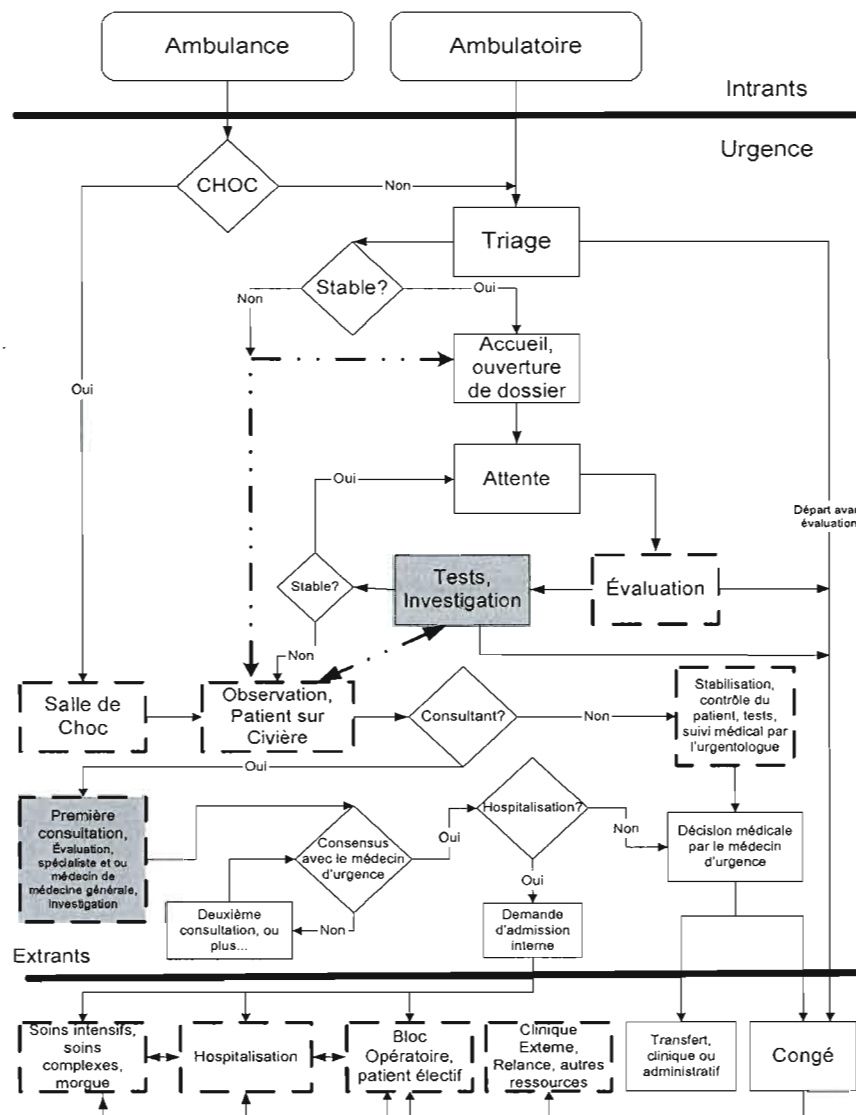 Ambulance
Ambulatoire
Intrants
Urgence
CHOC
Non
Triage
Stable?
Non
Oui
Accueil,
ouverture
de dossier
Oui
Oui
Attente
Départ avan
évaluation
Stable?
Tests,
Investigation
Évaluation
Non
Salle de
Choc
Observation,
Patient sur
Civière
Consultant?
Non
Stabilisation,
contrôle du
patient, tests,
suivi médical par
l'urgentologue
Oui
Première
consultation,
Évaluation,
spécialiste et ou
médecin de
médecine générale,
Investigation
Consensus
avec le médecin
d'urgence
Oui
Hospitalisation?
Non
Décision médicale
par le médecin
d'urgence
Oui
Deuxième
consultation, ou
plus...
Non
Demande
d'admission
interne
Extrants
Soins intensifs,
soins
complexes,
morgue
Hospitalisation
Bloc
Opératoire,
patient électif
Clinique
Externe,
Relance, autres
ressources
Transfert,
clinique ou
administratif
Congé